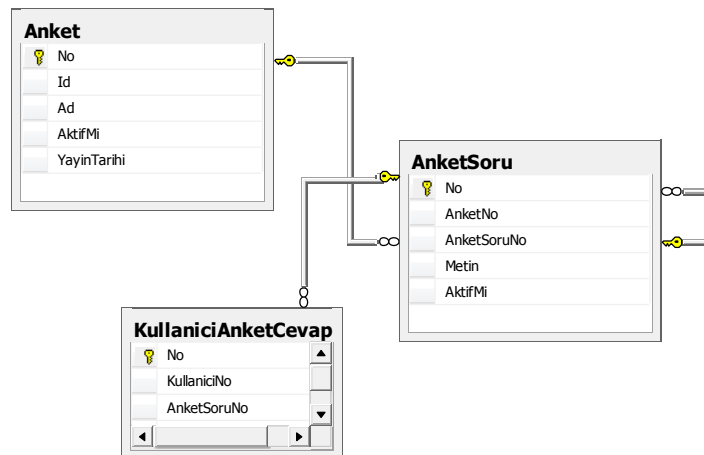 Anket
No
Id
Ad
AktifMi
YayinTarihi
AnketSoru
No
AnketNo
AnketSoruNo
Metin
AktifMi
KullaniciAnketCevap
No
KullaniciNo
AnketSoruNo